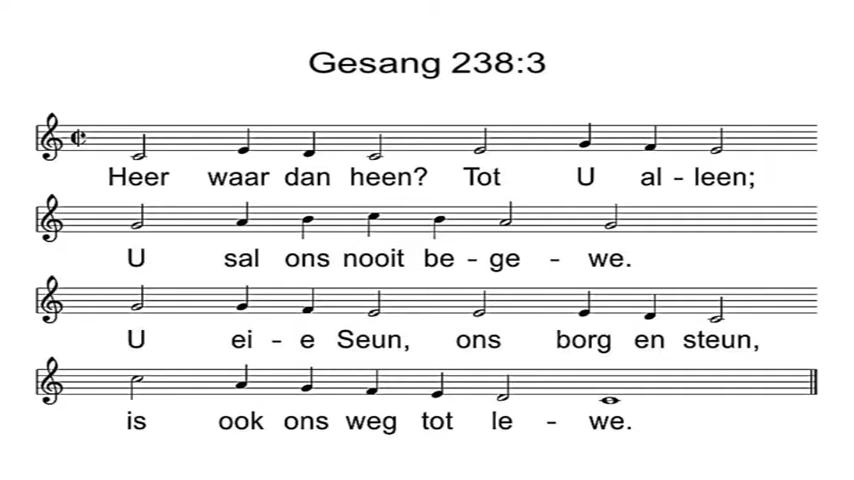 Gesang 238:3
Heer waar dan heen? Tot U al - leen;
U sal ons nooit be - ge - we.
U ei - e Seun, ons borg en steun,
is ook ons weg tot le - we.